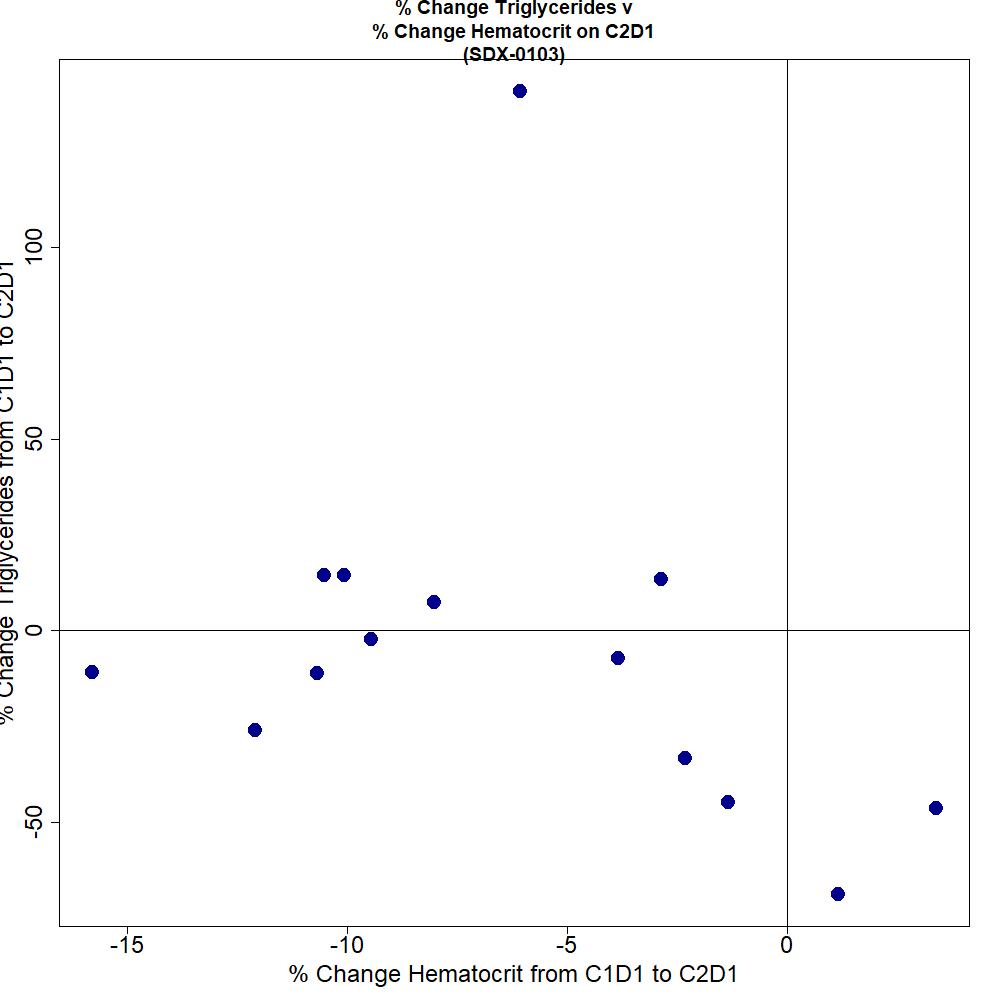 % Change Triglycerides v
% Change Hematocrit on C2D1
(SDX-0103)
% Change Triglycerides from C1D1 to C2D1
100
50
0
-50
-15
-10
-5
0
% Change Hematocrit from C1D1 to C2D1